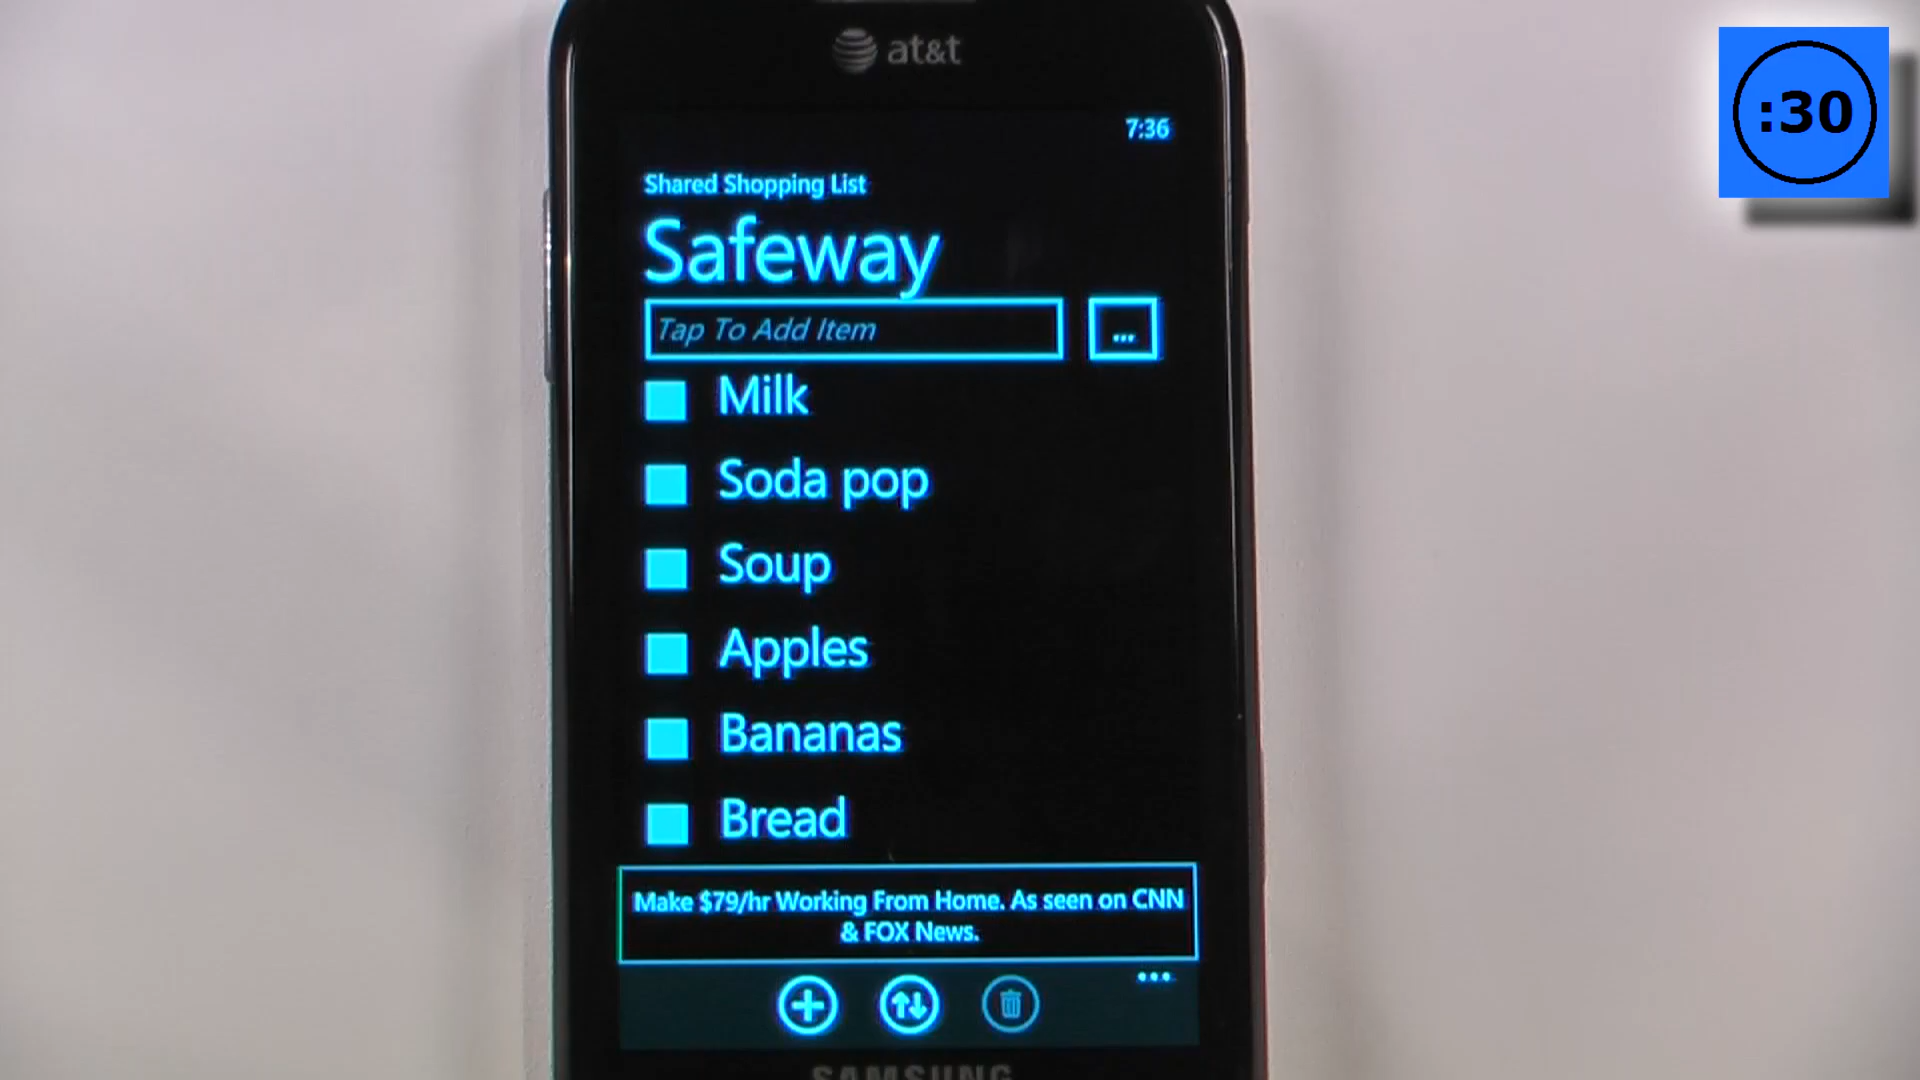 at&t
:30
7:36
Shared Shopping List
Safeway
Tap To Add Item
...
Milk
Soda pop
Soup
Apples
Bananas
Bread
Make $79/hr Working From Home. As seen on CNN
& FOX News.
...
SAMSUNG